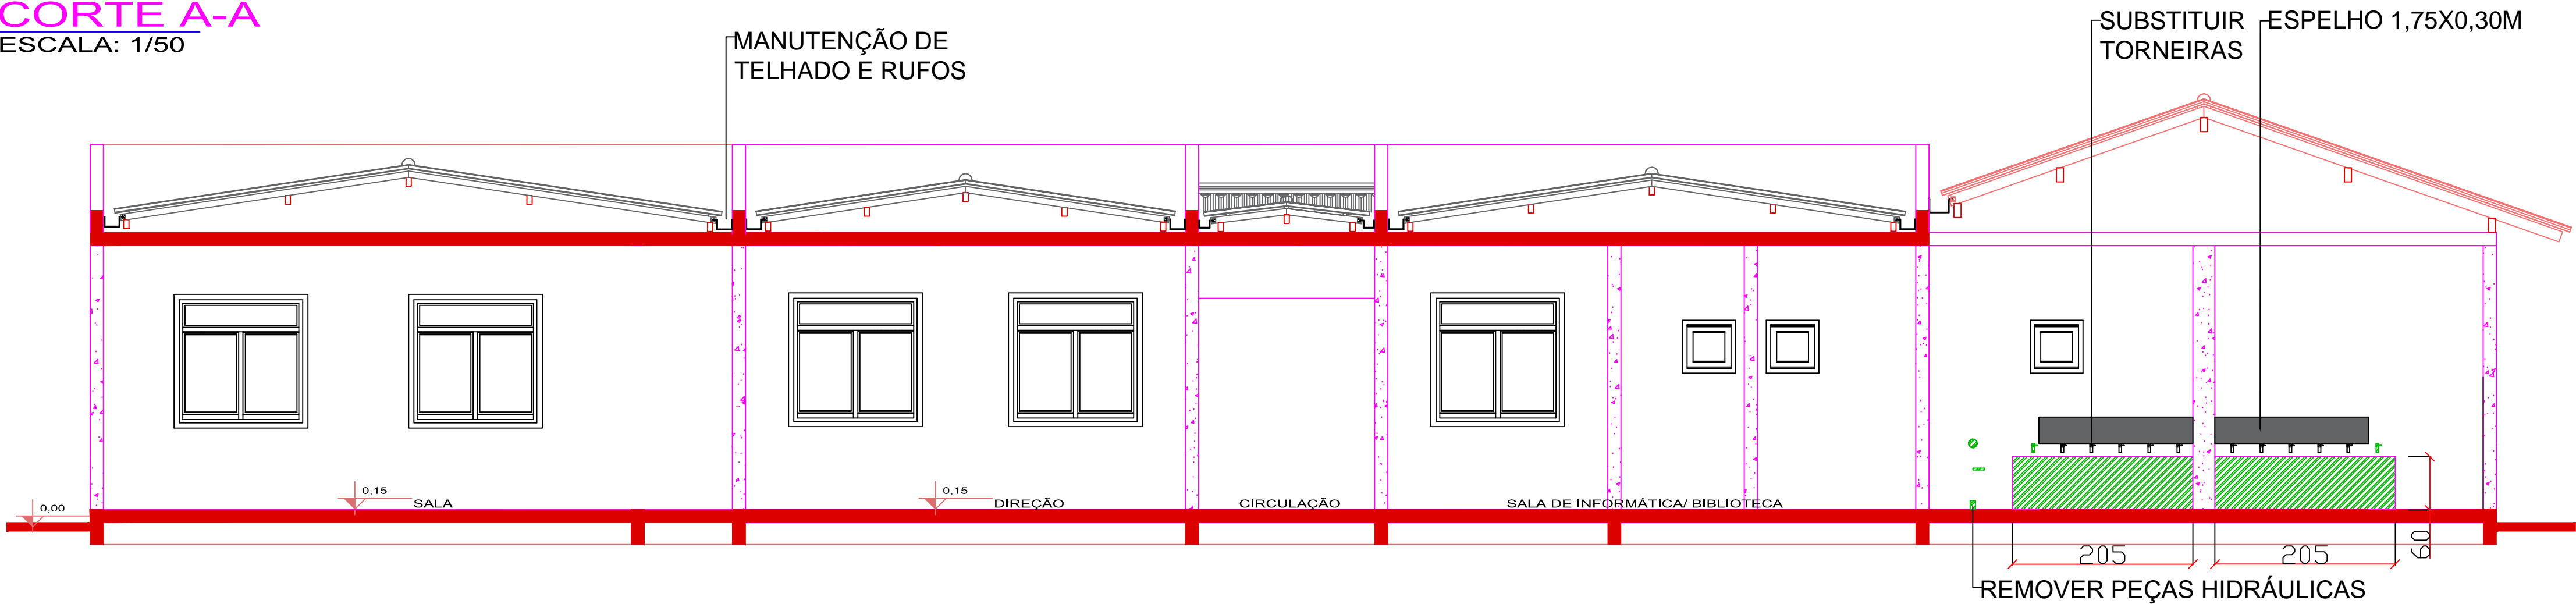 CORTE A-A
ESCALA: 1/50
MANUTENÇÃO DE
TELHADO E RUFOS
SUBSTITUIR
TORNEIRAS
ESPELHO 1,75X0,30M
0,00
0,15
SALA
0,15
DIREÇÃO
CIRCULAÇÃO
SALA DE INFORMÁTICA/ BIBLIOTECA
205
205
60
REMOVER PEÇAS HIDRÁULICAS